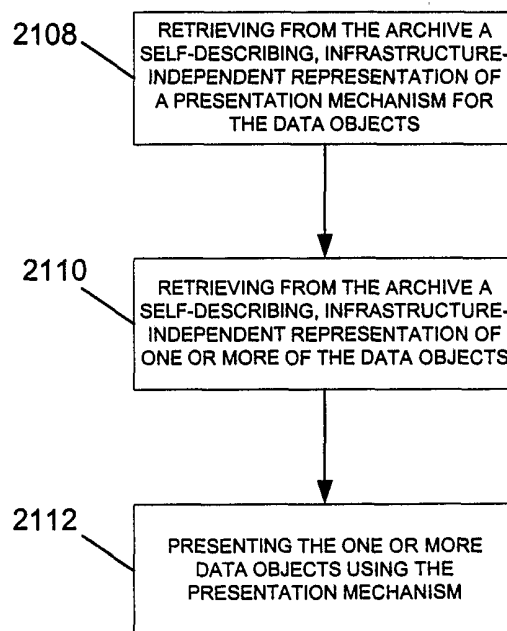 2108
RETRIEVING FROM THE ARCHIVE A
SELF-DESCRIBING, INFRASTRUCTURE-
INDEPENDENT REPRESENTATION OF
A PRESENTATION MECHANISM FOR
THE DATA OBJECTS
2110
RETRIEVING FROM THE ARCHIVE A
SELF-DESCRIBING, INFRASTRUCTURE-
INDEPENDENT REPRESENTATION OF
ONE OR MORE OF THE DATA OBJECTS
2112
PRESENTING THE ONE OR MORE
DATA OBJECTS USING THE
PRESENTATION MECHANISM